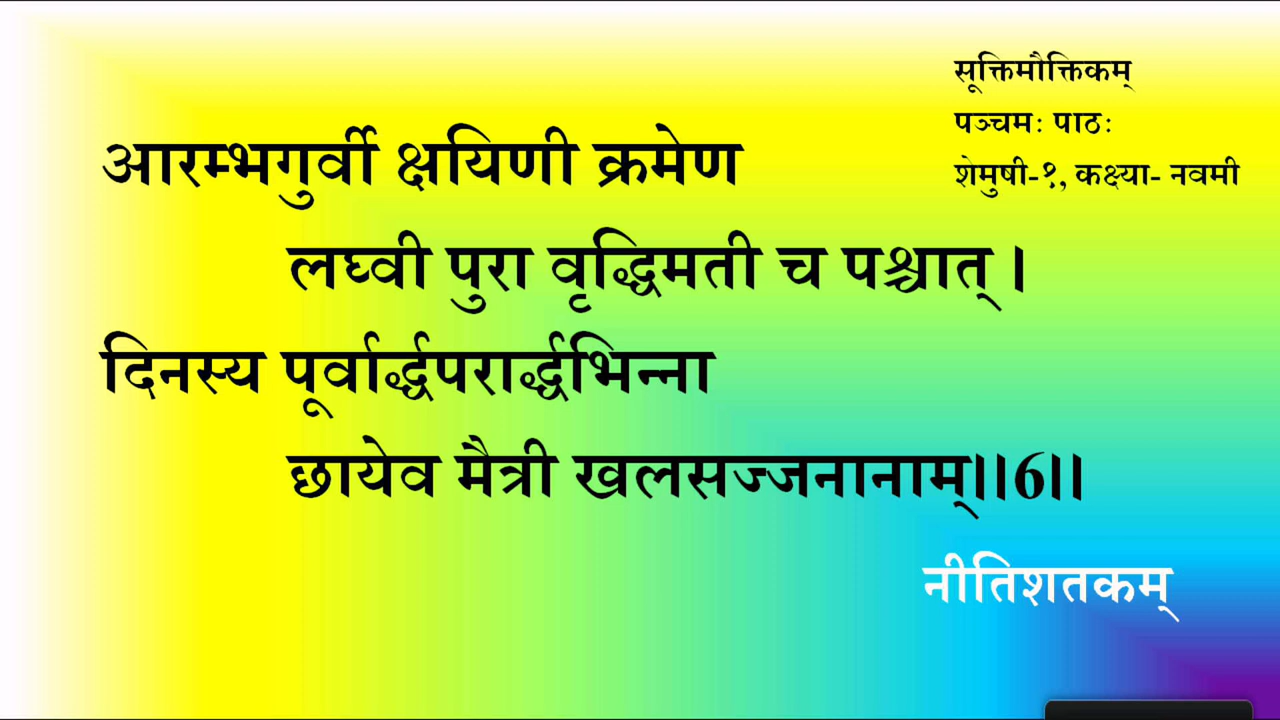 सूक्तिमौक्तिकम्
पञ्चमः पाठः
शेमुषी-१, कक्ष्या- नवमी
आरम्भगुर्वी क्षयिणी क्रमेण
लघ्वी पुरा वृद्धिमती च पश्चात् ।
दिनस्य पूर्वार्द्धपरार्द्धभिन्ना
छायेव मैत्री खलसज्जनानाम्।।6।।
नीतिशतकम्